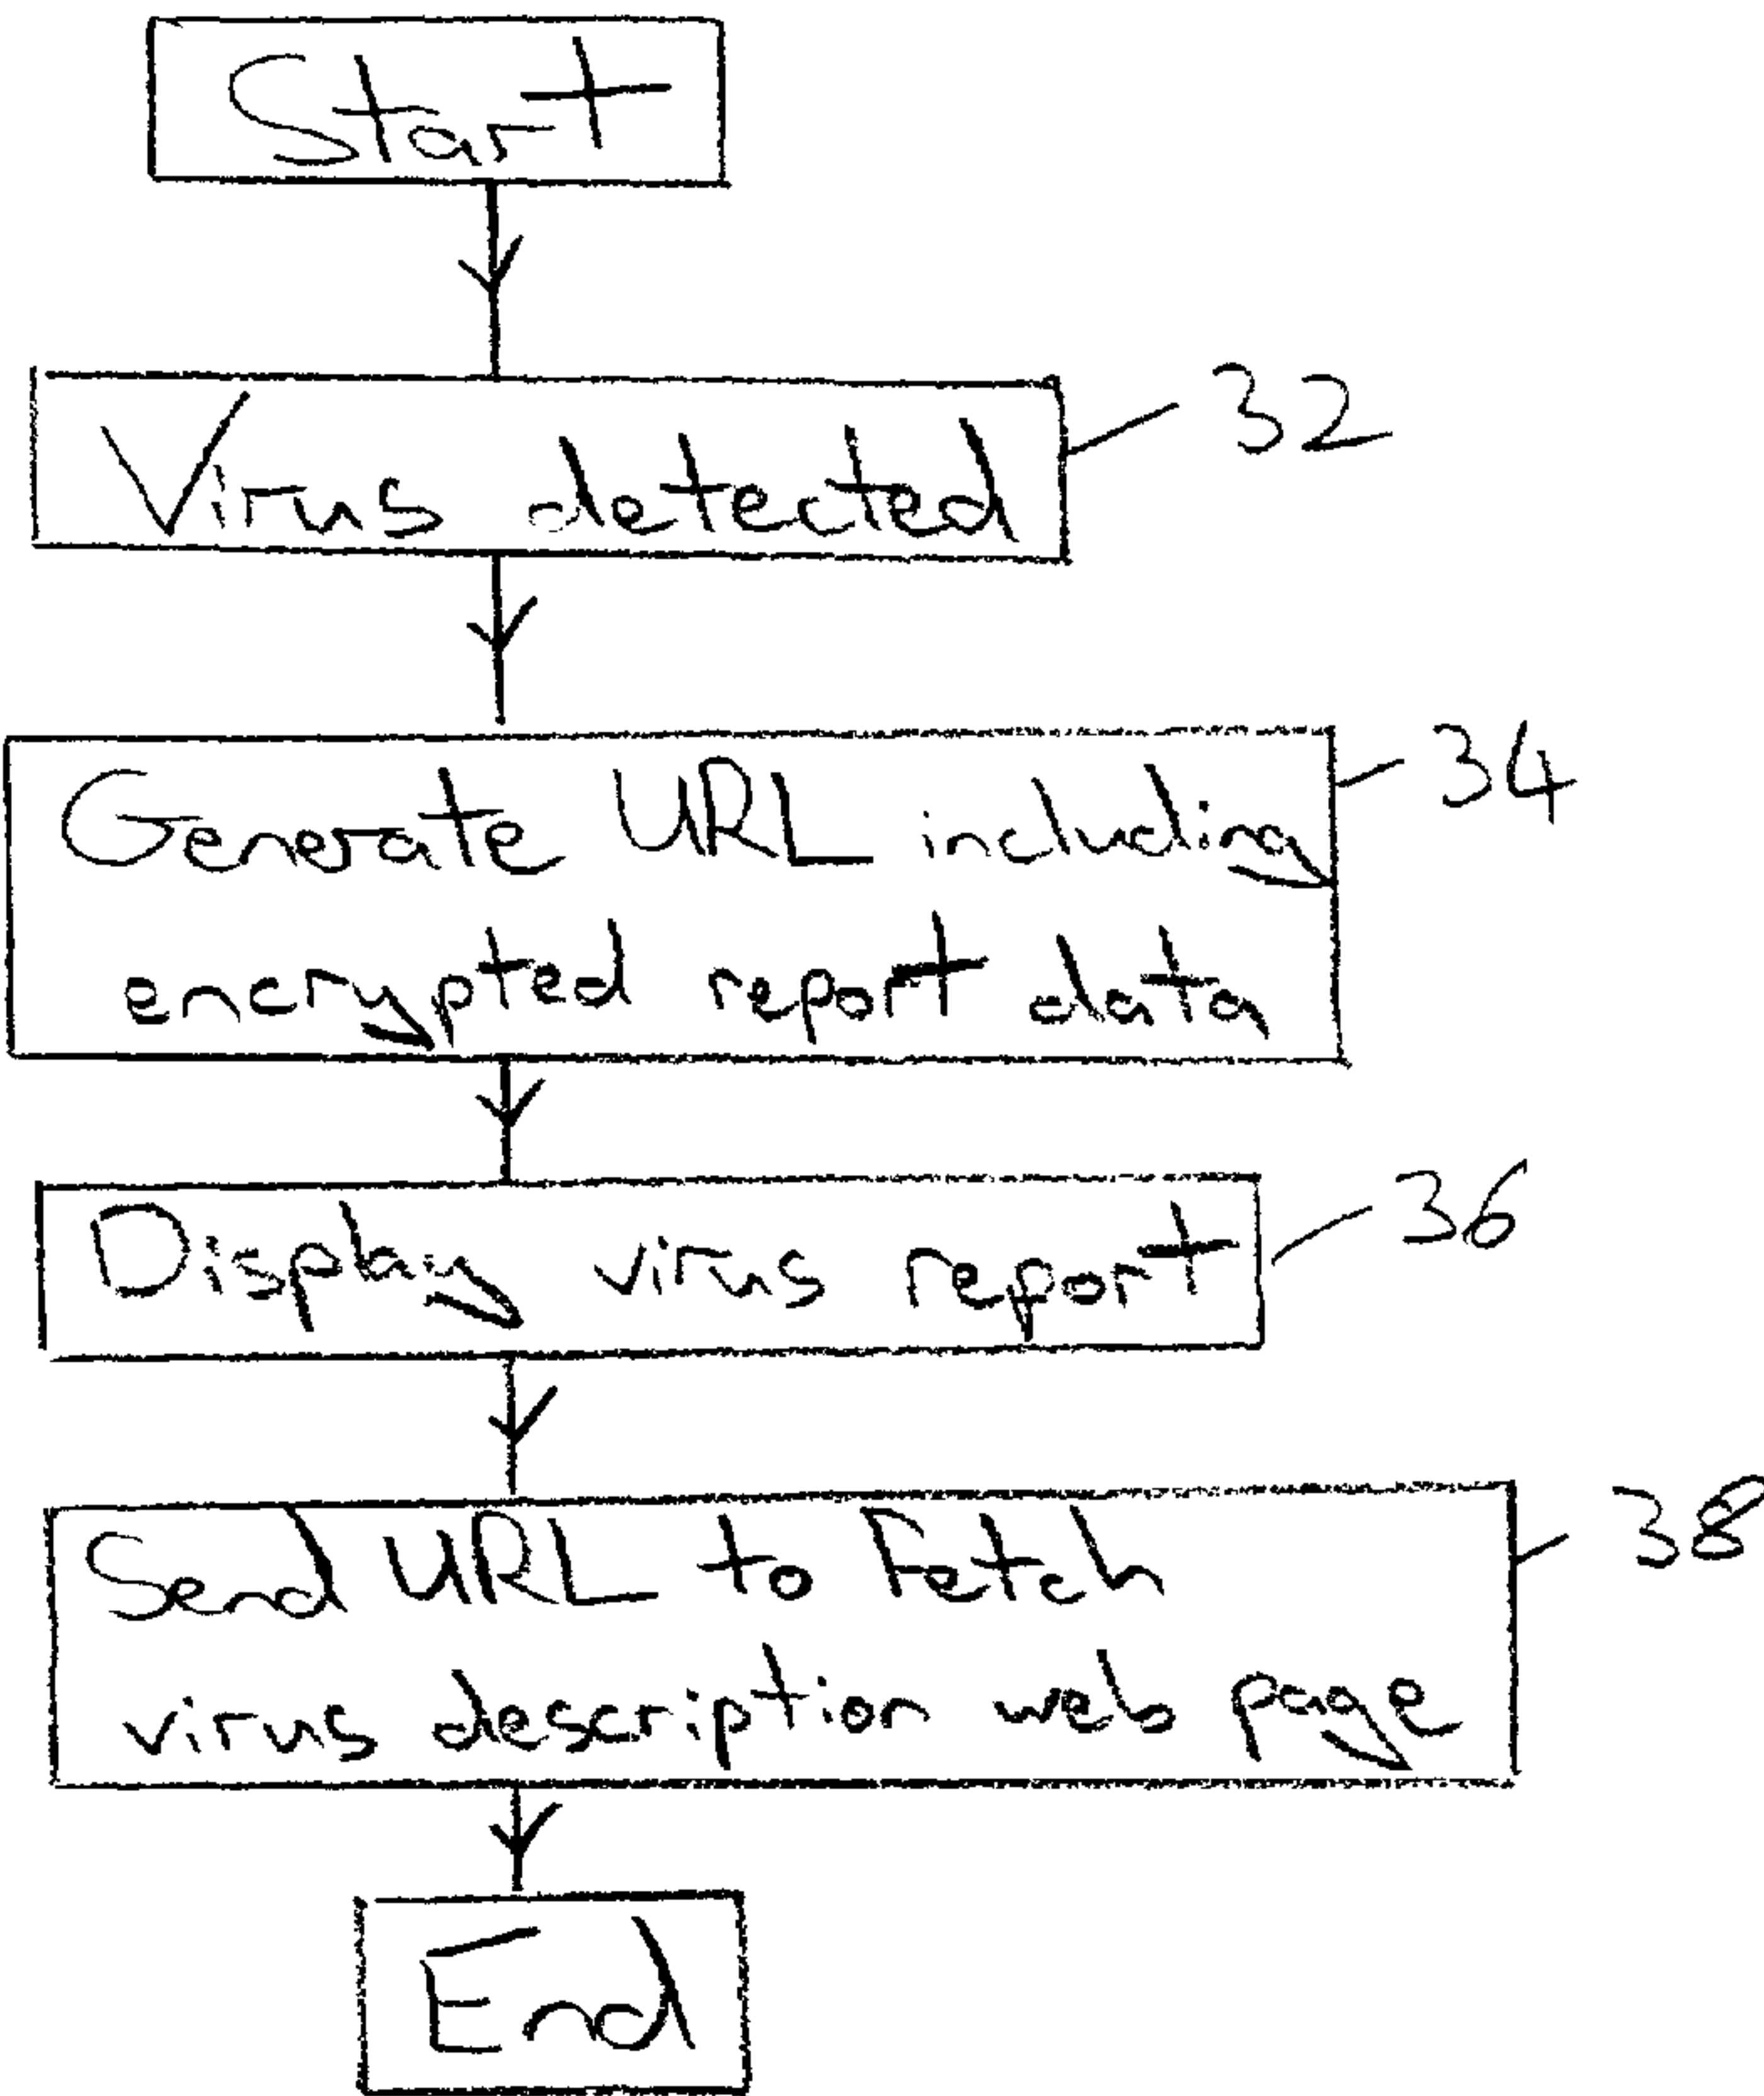 Start
Virus detected
32
Generate URL including
34
encrypted report data
Display virus report
36
Send URL to Fetch
38
virus description web page
End